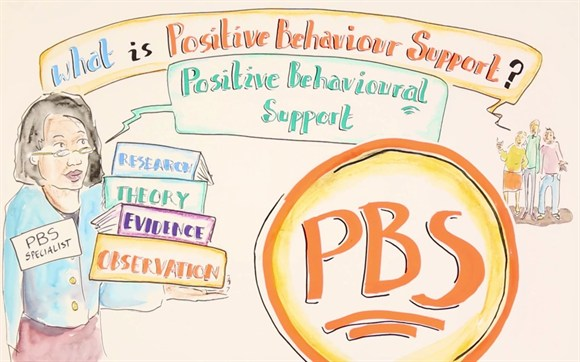 What is Positive Behaviour Support?
Positive Behavioural
Support
RESEARCH
THEORY
EVIDENCE
OBSERVATION
PBS
SPECIALIST
PBS